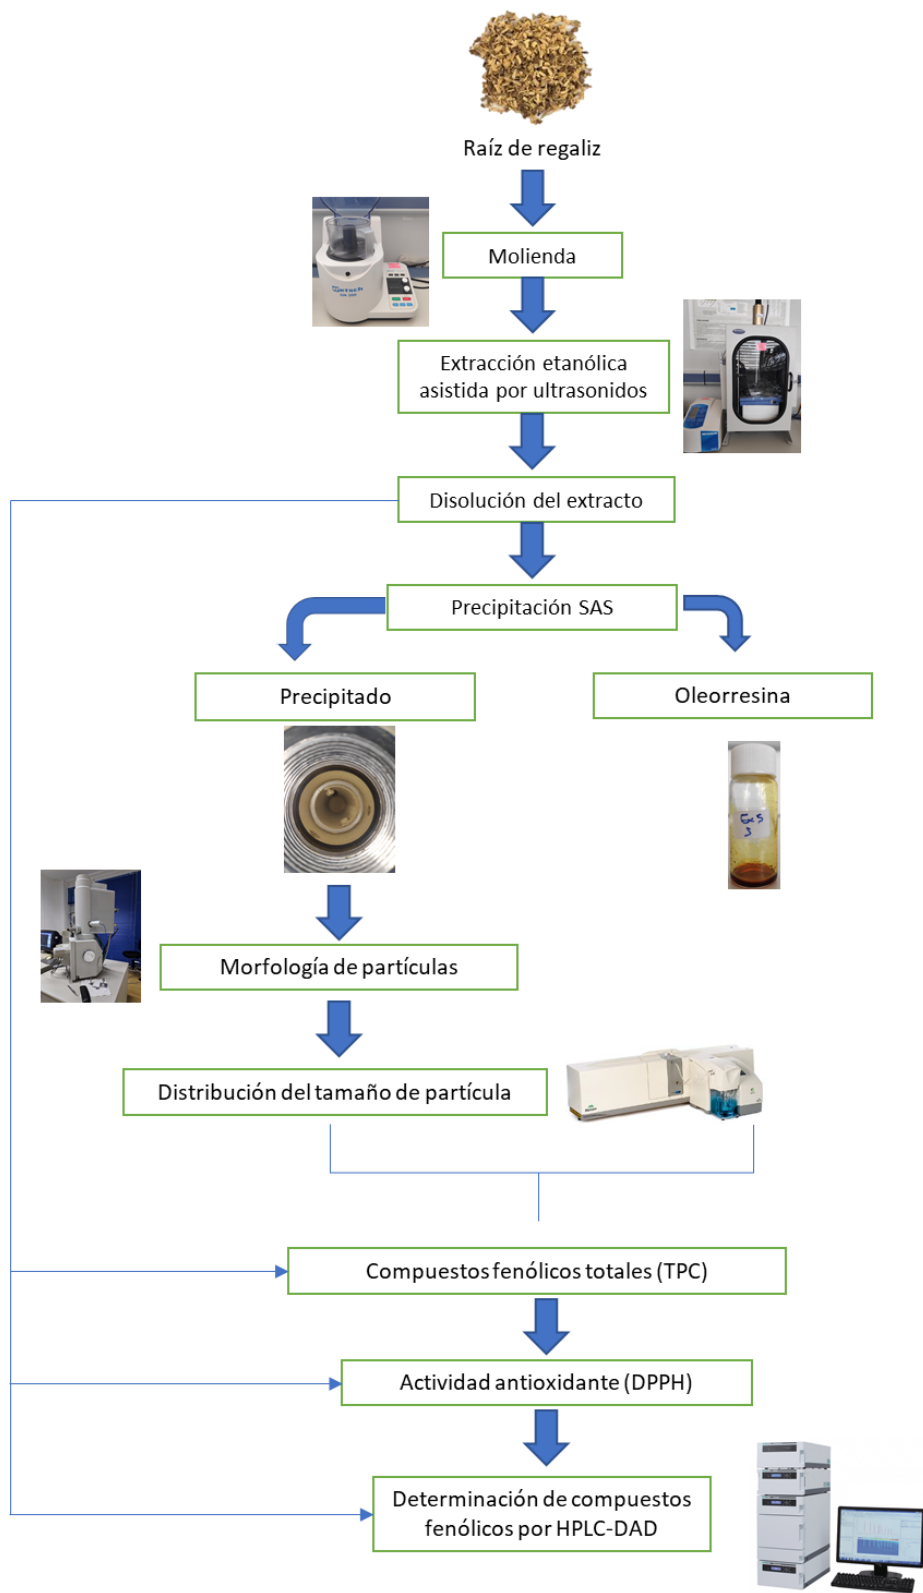 Raíz de regaliz
Molienda
Extracción etanólica
asistida por ultrasonidos
Disolución del extracto
Precipitación SAS
Precipitado
Oleorresina
Morfología de partículas
Distribución del tamaño de partícula
Compuestos fenólicos totales (TPC)
Actividad antioxidante (DPPH)
Determinación de compuestos
fenólicos por HPLC-DAD